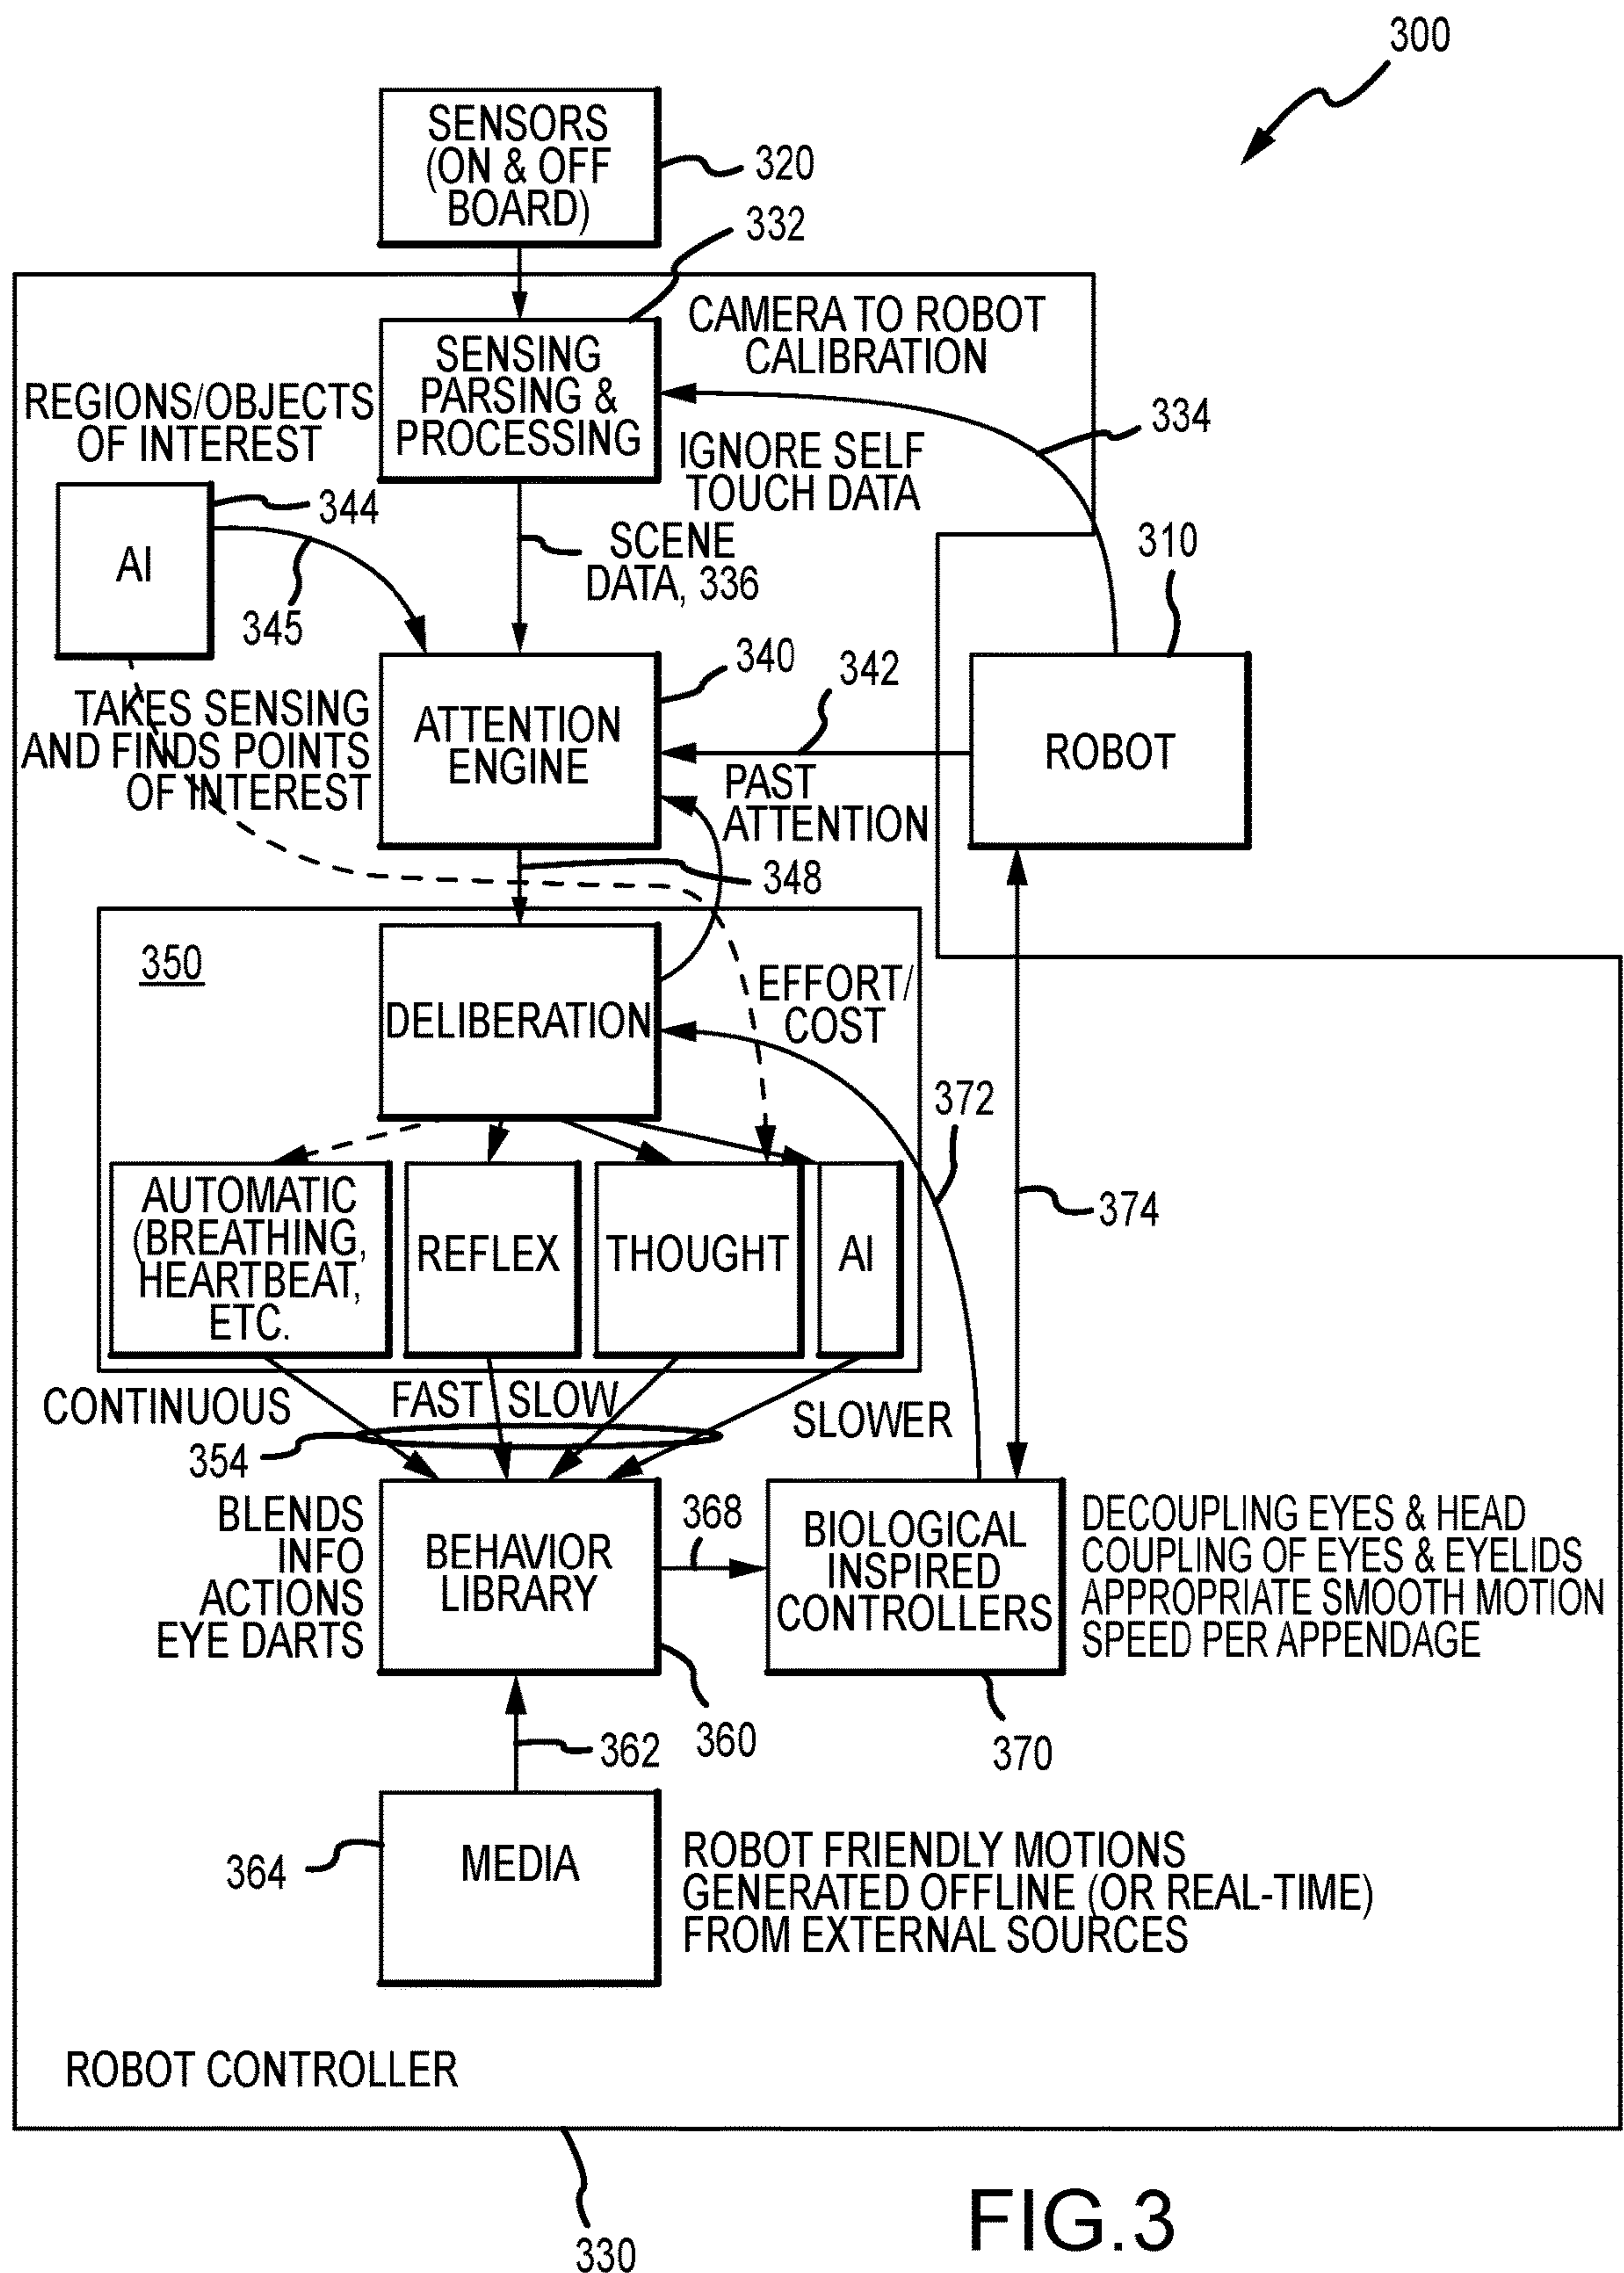 300
SENSORS
(ON & OFF
BOARD)
320
332
SENSING
PARSING &
PROCESSING
CAMERA TO ROBOT
CALIBRATION
334
REGIONS/OBJECTS
OF INTEREST
IGNORE SELF
TOUCH DATA
AI
344
345
SCENE
DATA, 336
310
ROBOT
TAKES SENSING
AND FINDS POINTS
OF INTEREST
ATTENTION
ENGINE
340
342
PAST
ATTENTION
348
350
DELIBERATION
EFFORT/
COST
372
374
AUTOMATIC
(BREATHING,
HEARTBEAT,
ETC.
REFLEX
THOUGHT
AI
CONTINUOUS
FAST
SLOW
SLOWER
354
BLENDS
INFO
ACTIONS
EYE DARTS
BEHAVIOR
LIBRARY
368
BIOLOGICAL
INSPIRED
CONTROLLERS
DECOUPLING EYES & HEAD
COUPLING OF EYES & EYELIDS
APPROPRIATE SMOOTH MOTION
SPEED PER APPENDAGE
360
362
370
364
MEDIA
ROBOT FRIENDLY MOTIONS
GENERATED OFFLINE (OR REAL-TIME)
FROM EXTERNAL SOURCES
ROBOT CONTROLLER
330
FIG.3